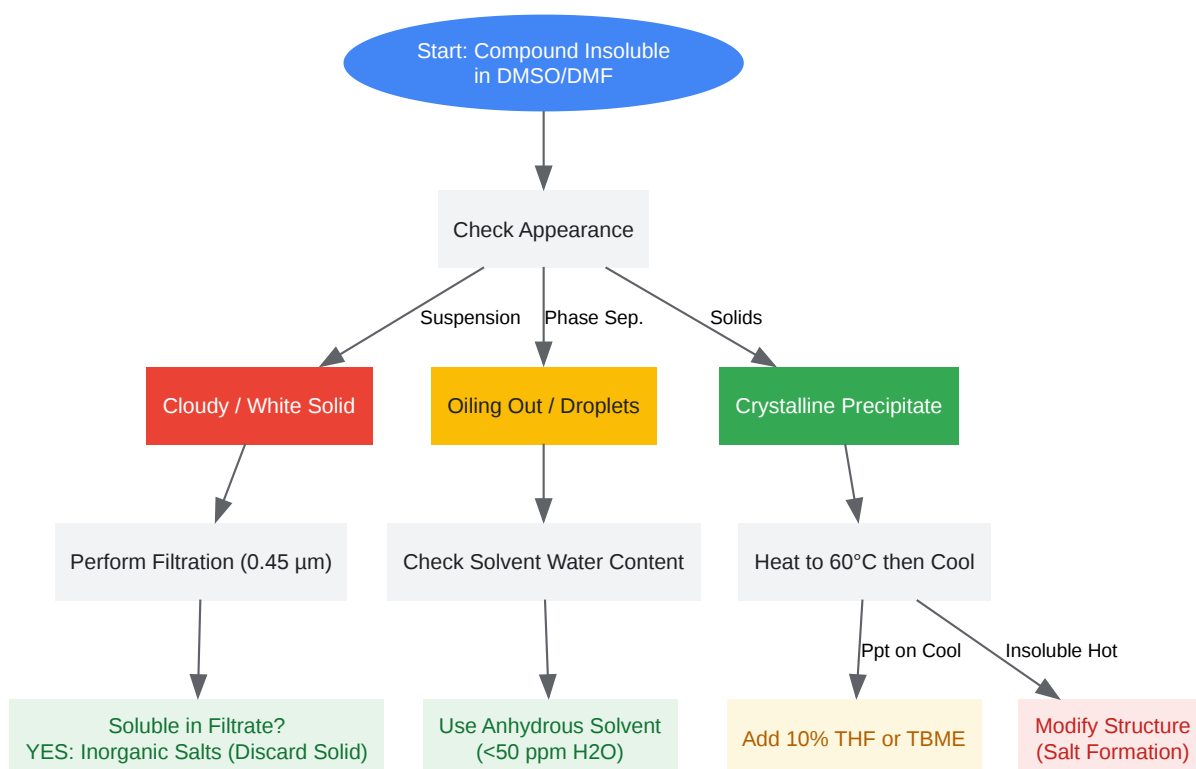 Start: Compound Insoluble
in DMSO/DMF
Check Appearance
Suspension
Phase Sep.
Solids
Cloudy / White Solid
Oiling Out / Droplets
Crystalline Precipitate
Perform Filtration (0.45 µm)
Check Solvent Water Content
Heat to 60°C then Cool
Ppt on Cool
Insoluble Hot
Soluble in Filtrate?
YES: Inorganic Salts (Discard Solid)
Use Anhydrous Solvent
(<50 ppm H2O)
Add 10% THF or TBME
Modify Structure
(Salt Formation)